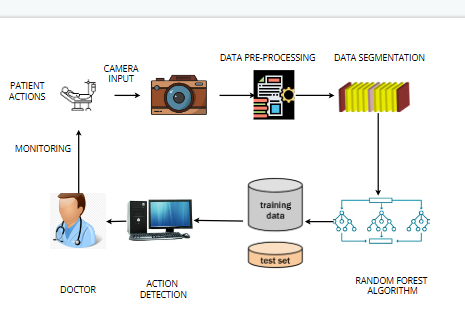 DATA PRE-PROCESSING
DATA SEGMENTATION
CAMERA
INPUT
PATIENT
ACTIONS
MONITORING
training
data
test set
DOCTOR
ACTION
DETECTION
RANDOM FOREST
ALGORITHM